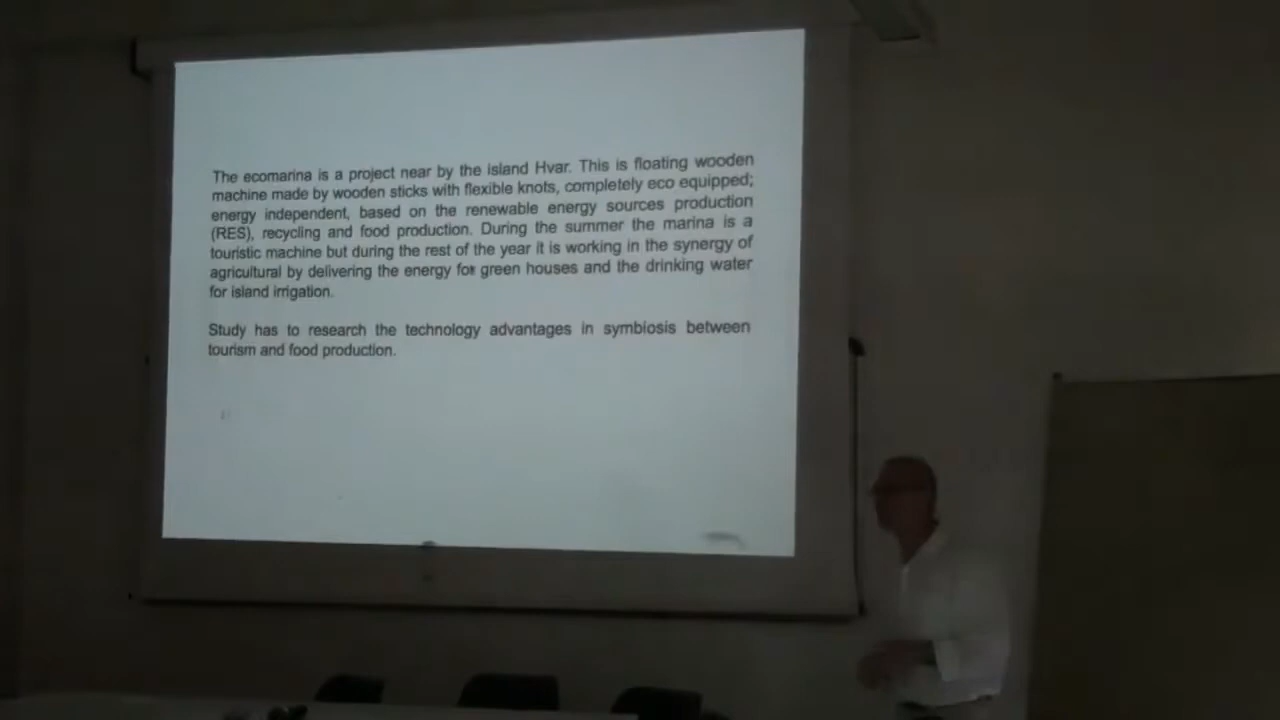 The ecomarina is a project near by the island Hvar. This is floating wooden
machine made by wooden sticks with flexible knots, completely eco equipped;
energy independent, based on the renewable energy sources production
(RES), recycling and food production. During the summer the marina is a
touristic machine but during the rest of the year it is working in the synergy of
agricultural by delivering the energy for green houses and the drinking water
for island irrigation.
Study has to research the technology advantages in symbiosis between
tourism and food production.